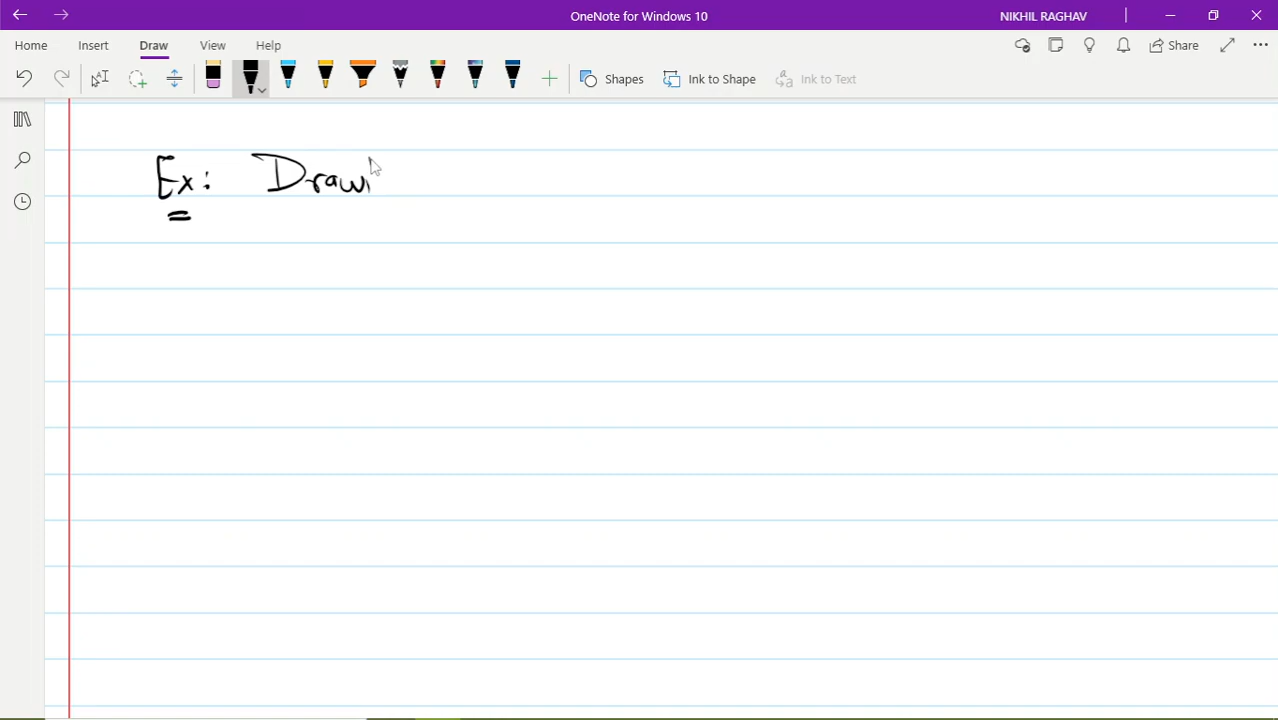 OneNote for Windows 10
NIKHIL RAGHAV
Home Insert Draw View Help
Share
Shapes Ink to Shape Ink to Text
Ex: Drawi